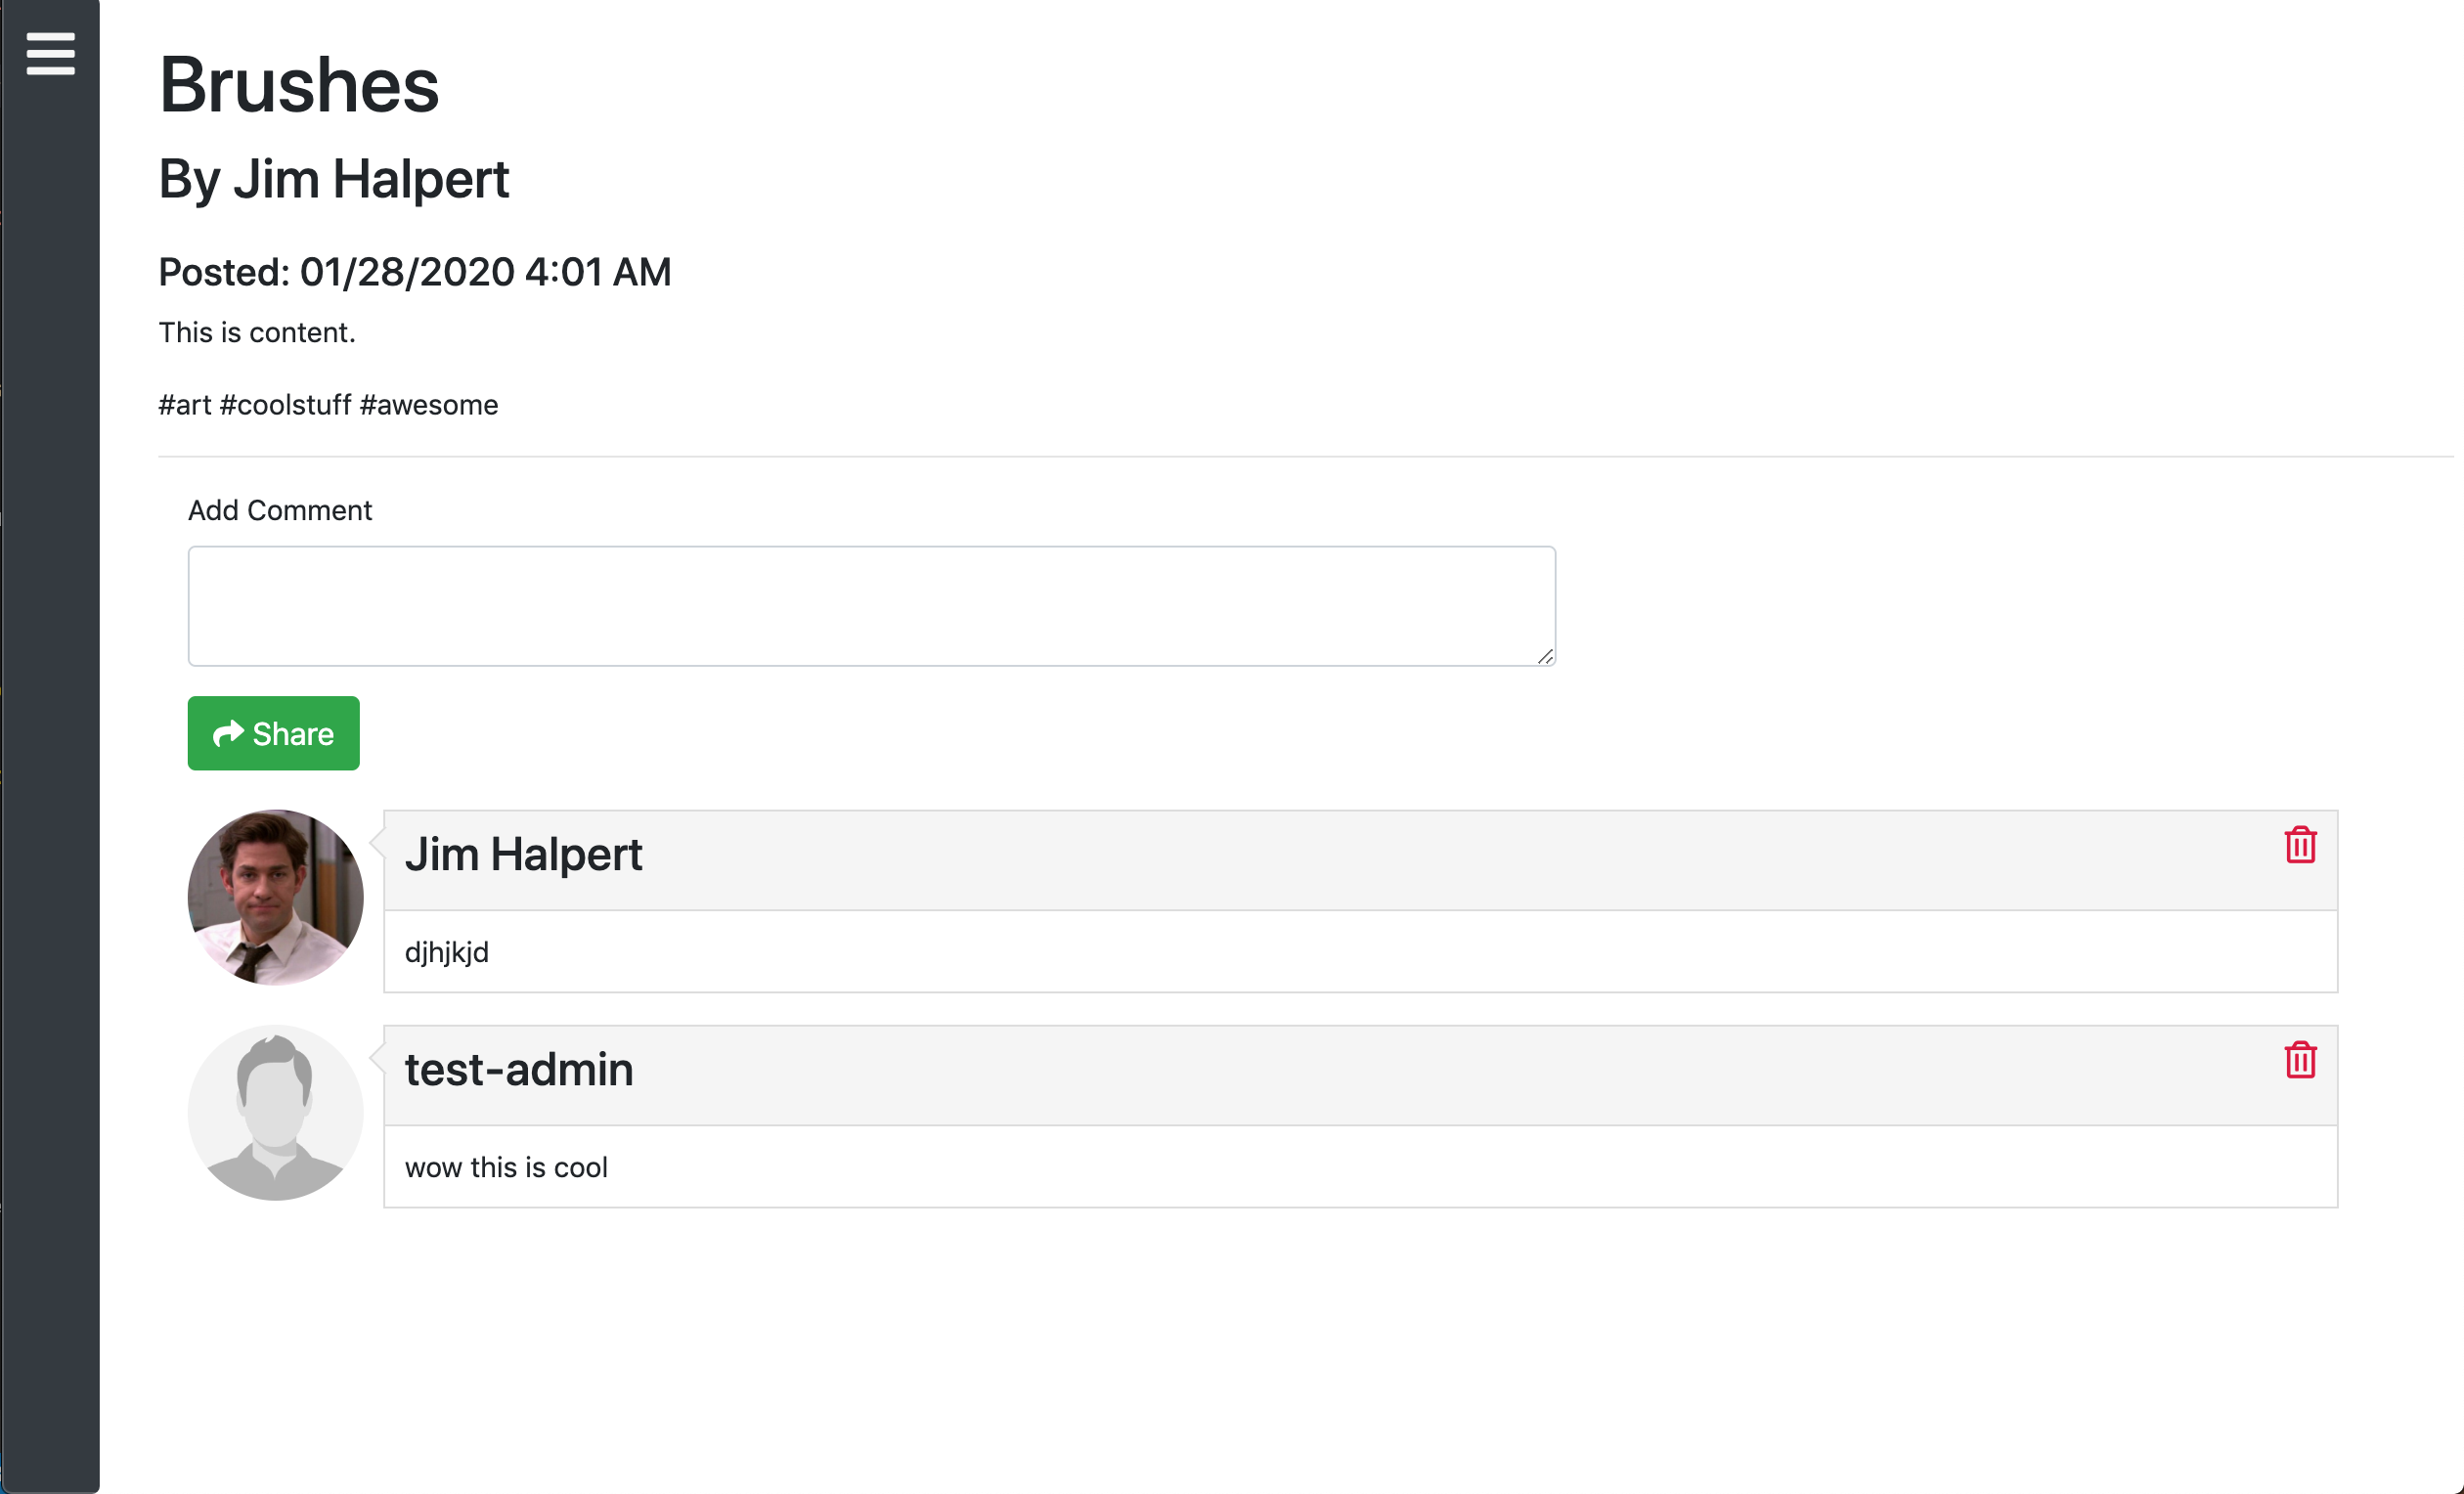 Brushes
By Jim Halpert
Posted: 01/28/2020 4:01 AM
This is content.
#art #coolstuff #awesome
Add Comment
Share
Jim Halpert
djhjkjd
test-admin
wow this is cool